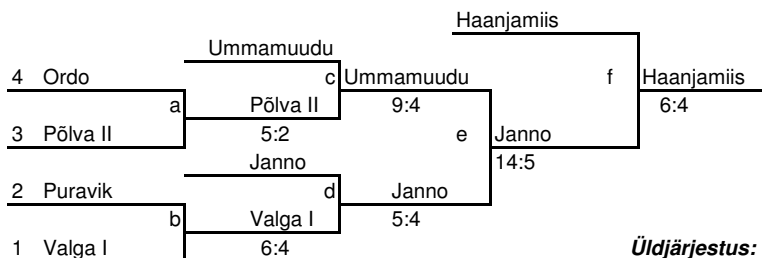 Haanjamiis
Ummamuudu
4 Ordo c Ummamuudu f Haanjamiis
a Põlva II 9:4 6:4
3 Põlva II 5:2 e Janno
Janno 14:5
2 Puravik d Janno
b Valga I 5:4
1 Valga I 6:4 Üldjärjestus: